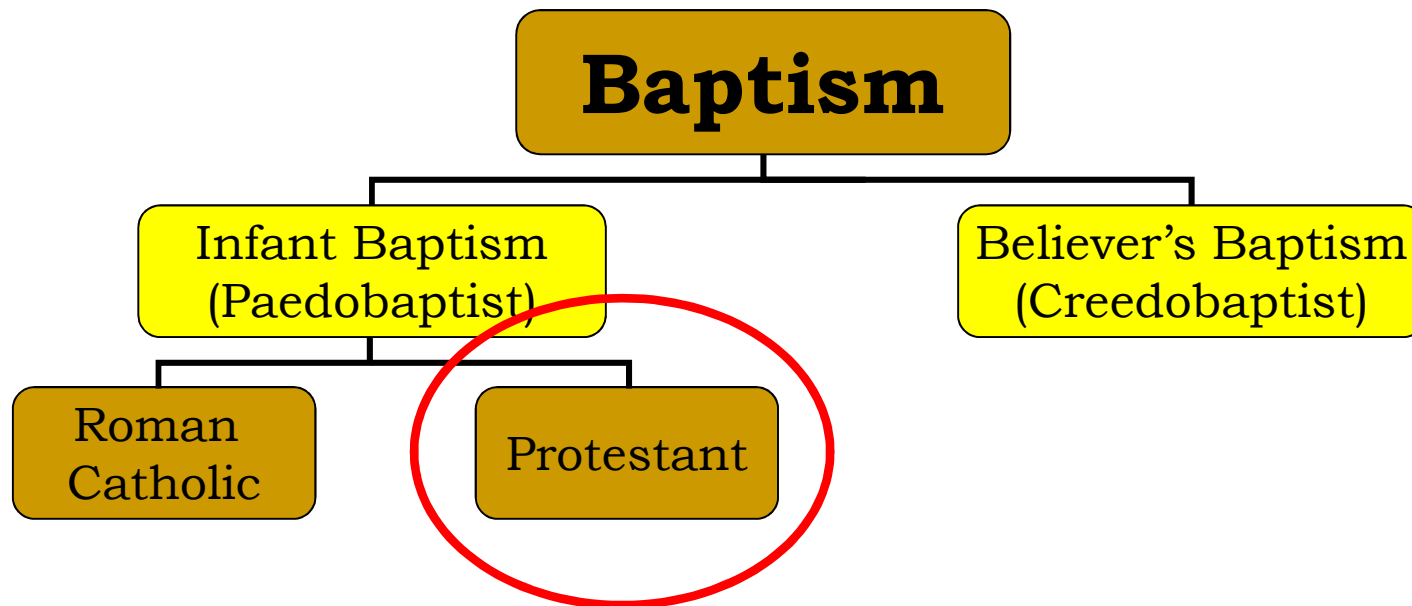 Baptism
Infant Baptism
(Paedobaptist)
Believer’s Baptism
(Creedobaptist)
Roman
Catholic
Protestant